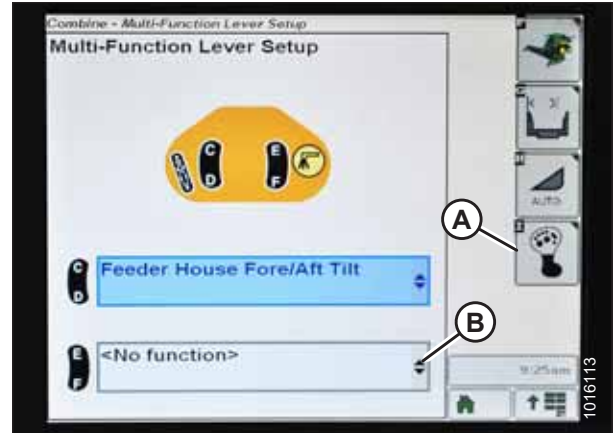 Combine - Multi-Function Lever Setup
Multi-Function Lever Setup
C
D
E
F
A
AUTO
C
D
Feeder House Fore/Aft Tilt
B
E
F
<No function>
9:25am
1016113